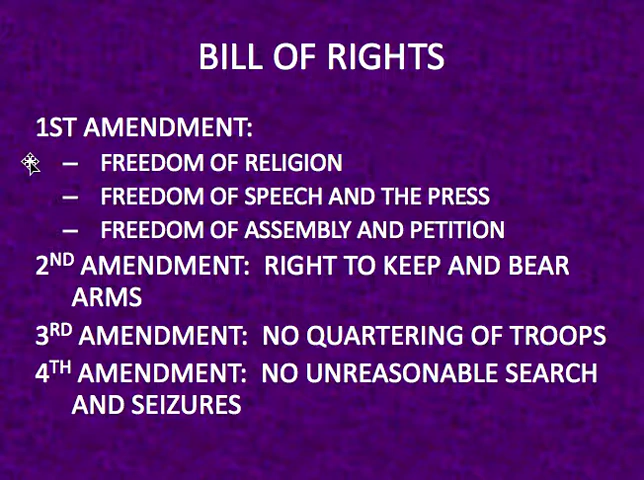 BILL OF RIGHTS
1ST AMENDMENT:
– FREEDOM OF RELIGION
– FREEDOM OF SPEECH AND THE PRESS
– FREEDOM OF ASSEMBLY AND PETITION
2ND AMENDMENT: RIGHT TO KEEP AND BEAR
ARMS
3RD AMENDMENT: NO QUARTERING OF TROOPS
4TH AMENDMENT: NO UNREASONABLE SEARCH
AND SEIZURES